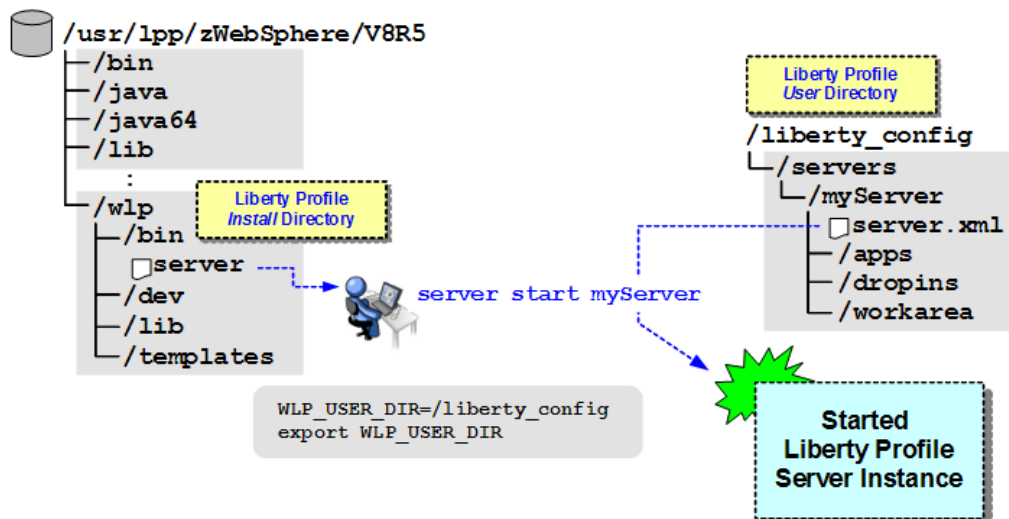 /usr/lpp/zWebSphere/V8R5
/bin
/java
/java64
/lib
:
/wlp
/bin
server
/dev
/lib
/templates
Liberty Profile
Install Directory
server start myServer
WLP_USER_DIR=/liberty_config
export WLP_USER_DIR
Liberty Profile
User Directory
/liberty_config
/servers
/myServer
server.xml
/apps
/dropins
/workarea
Started
Liberty Profile
Server Instance